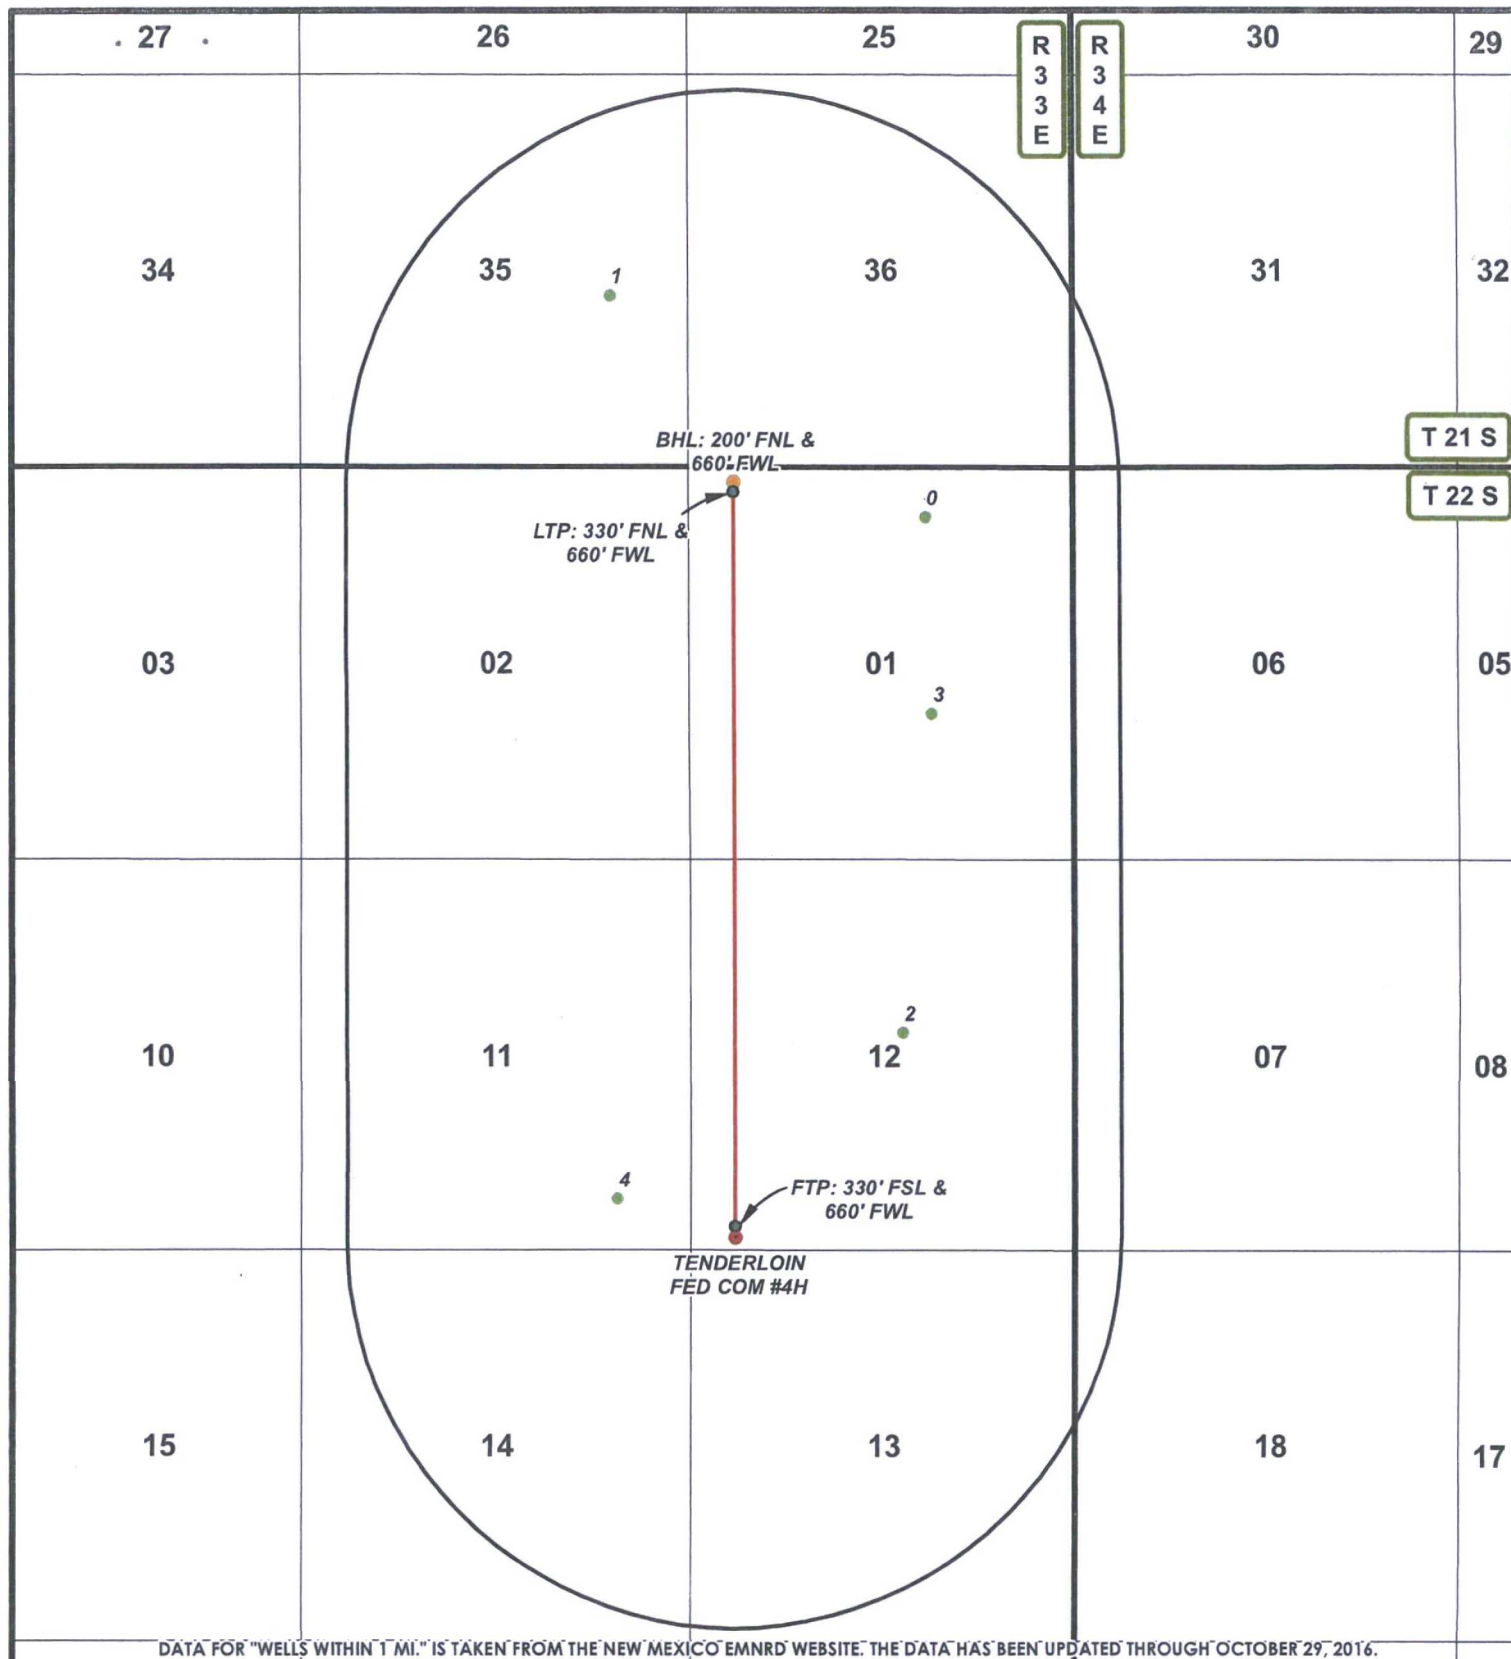 27
26
25
30
29
R
3
3
E
R
3
4
E
34
35
1
36
31
32
T 21 S
BHL: 200' FNL &
660' FWL
T 22 S
0
LTP: 330' FNL &
660' FWL
03
02
01
06
05
3
2
10
11
12
07
08
4
FTP: 330' FSL &
660' FWL
TENDERLOIN
FED COM #4H
15
14
13
18
17
DATA FOR "WELLS WITHIN 1 MI." IS TAKEN FROM THE NEW MEXICO EMNRD WEBSITE. THE DATA HAS BEEN UPDATED THROUGH OCTOBER 29, 2016.